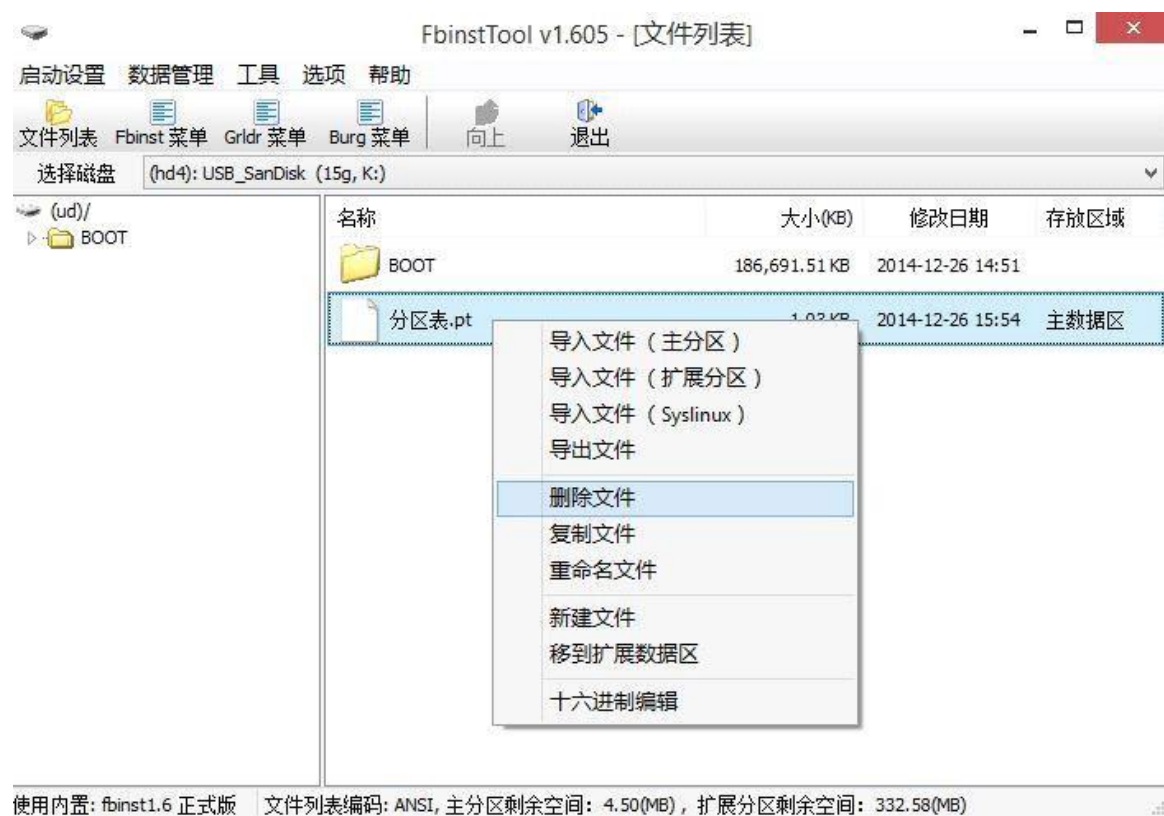 FbinstTool v1.605 - [文件列表]
启动设置 数据管理 工具 选项 帮助
文件列表 Fbinst 菜单 Grldr 菜单 Burg 菜单 向上 退出
选择磁盘 (hd4): USB_SanDisk (15g, K:)
(ud)/
BOOT
名称 大小(KB) 修改日期 存放区域
BOOT 186,691.51 KB 2014-12-26 14:51
分区表.pt 2014-12-26 15:54 主数据区
导入文件（主分区）
导入文件（扩展分区）
导入文件（Syslinux）
导出文件
删除文件
复制文件
重命名文件
新建文件
移到扩展数据区
十六进制编辑
使用内置: fbinst1.6 正式版 文件列表编码: ANSI, 主分区剩余空间: 4.50(MB) , 扩展分区剩余空间: 332.58(MB)